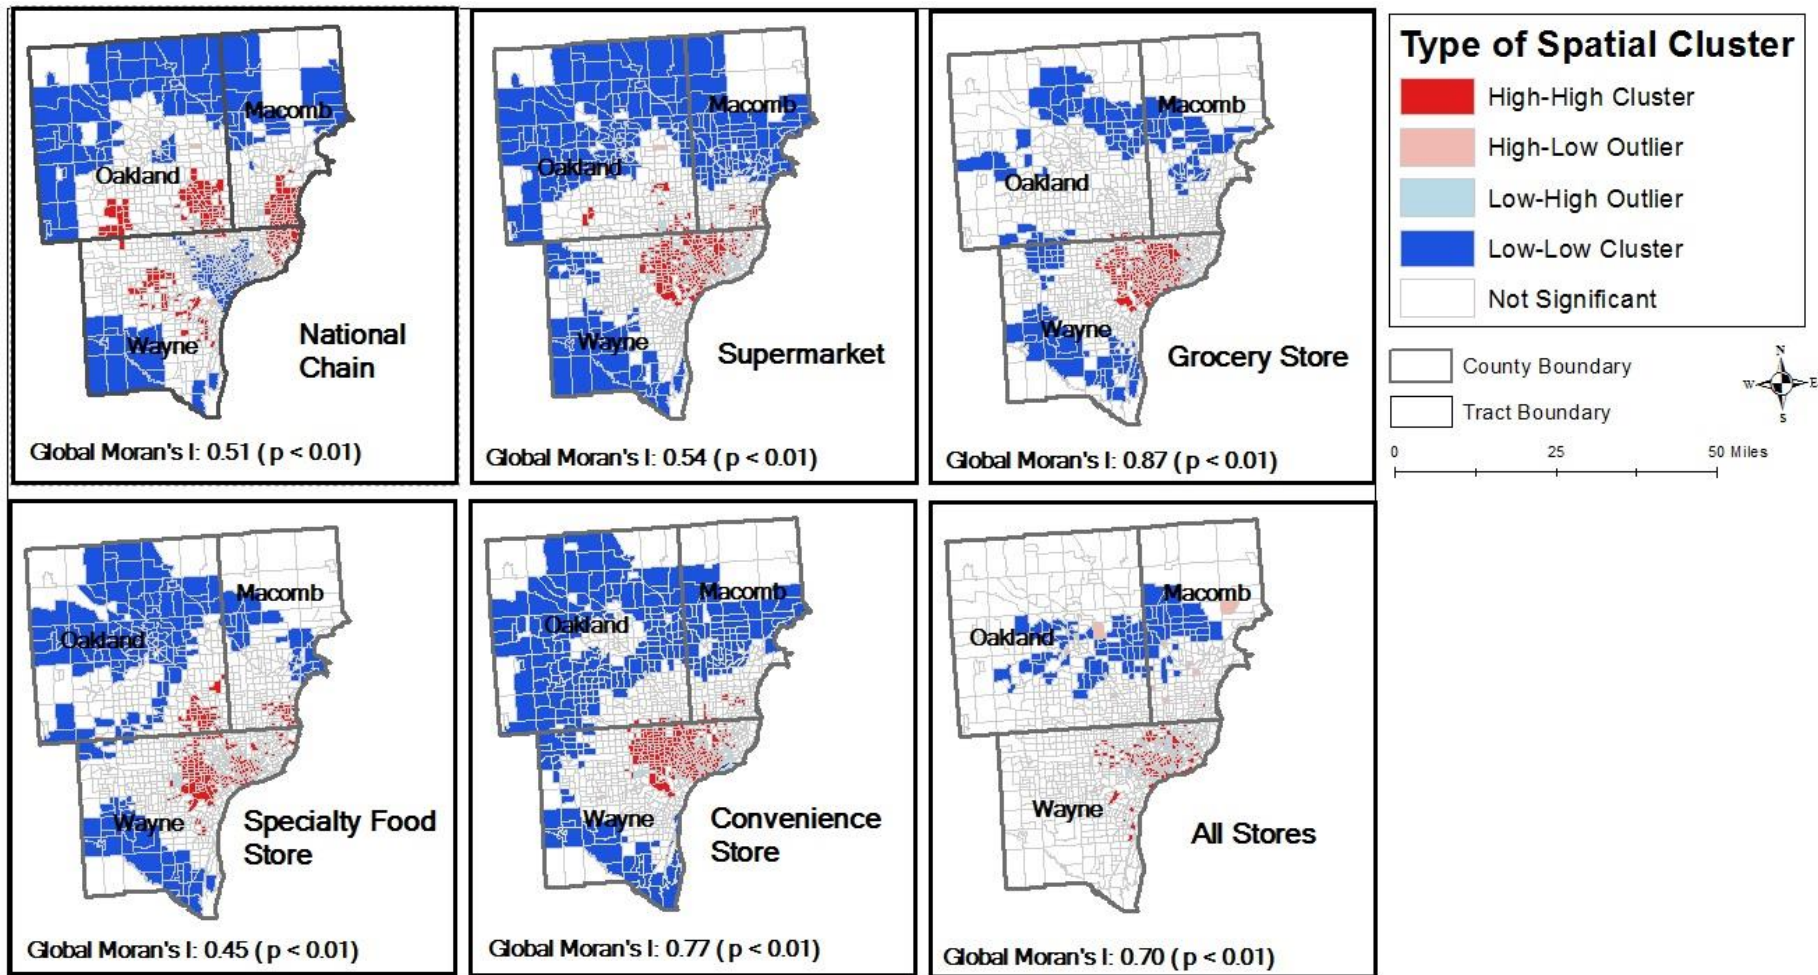 Macomb
Oakland
Wayne
National
Chain
Global Moran's I: 0.51 ( p < 0.01)
Macomb
Oakland
Wayne
Supermarket
Global Moran's I: 0.54 ( p < 0.01)
Macomb
Oakland
Wayne
Grocery Store
Global Moran's I: 0.87 ( p < 0.01)
Type of Spatial Cluster
High-High Cluster
High-Low Outlier
Low-High Outlier
Low-Low Cluster
Not Significant
County Boundary
Tract Boundary
N
W E
S
0 25 50 Miles
Macomb
Oakland
Wayne
Specialty Food
Store
Global Moran's I: 0.45 ( p < 0.01)
Macomb
Oakland
Wayne
Convenience
Store
Global Moran's I: 0.77 ( p < 0.01)
Macomb
Oakland
Wayne
All Stores
Global Moran's I: 0.70 ( p < 0.01)